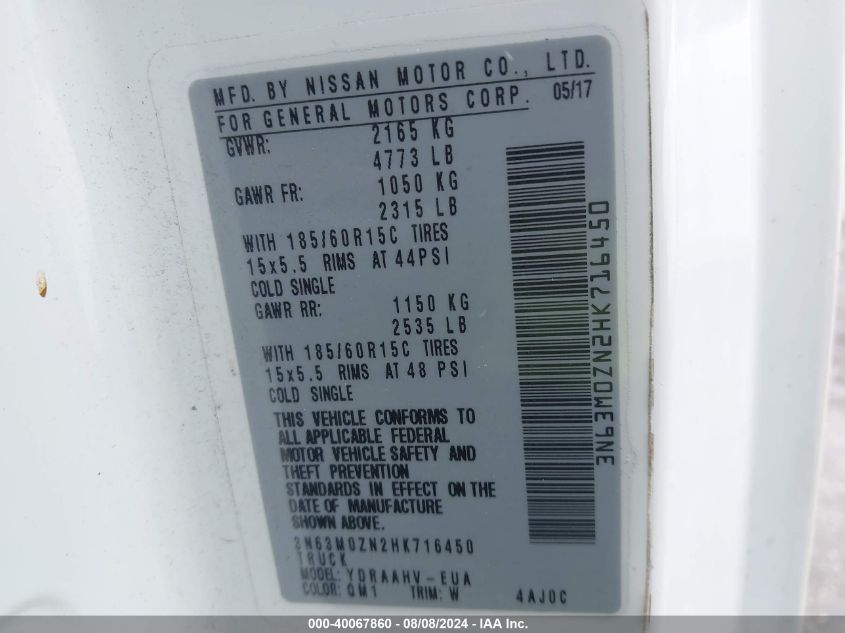 MFD. BY NISSAN MOTOR CO., LTD.
FOR GENERAL MOTORS CORP. 05/17
GVWR: 2165 KG
4773 LB
GAWR FR: 1050 KG
2315 LB
WITH 185/60R15C TIRES
15x5.5 RIMS AT 44PSI
COLD SINGLE
GAWR RR: 1150 KG
2535 LB
WITH 185/60R15C TIRES
15x5.5 RIMS AT 48 PSI
COLD SINGLE
THIS VEHICLE CONFORMS TO
ALL APPLICABLE FEDERAL
MOTOR VEHICLE SAFETY AND
THEFT PREVENTION
STANDARDS IN EFFECT ON THE
DATE OF MANUFACTURE
SHOWN ABOVE.
3N63M0ZN2HK716450
TRUCK
MODEL: YDRAAHV-EUA
COLOR: QM1 TRIM: W 4AJ0C
3N63M0ZN2HK716450
000-40067860 - 08/08/2024 - IAA Holdings, LLC.